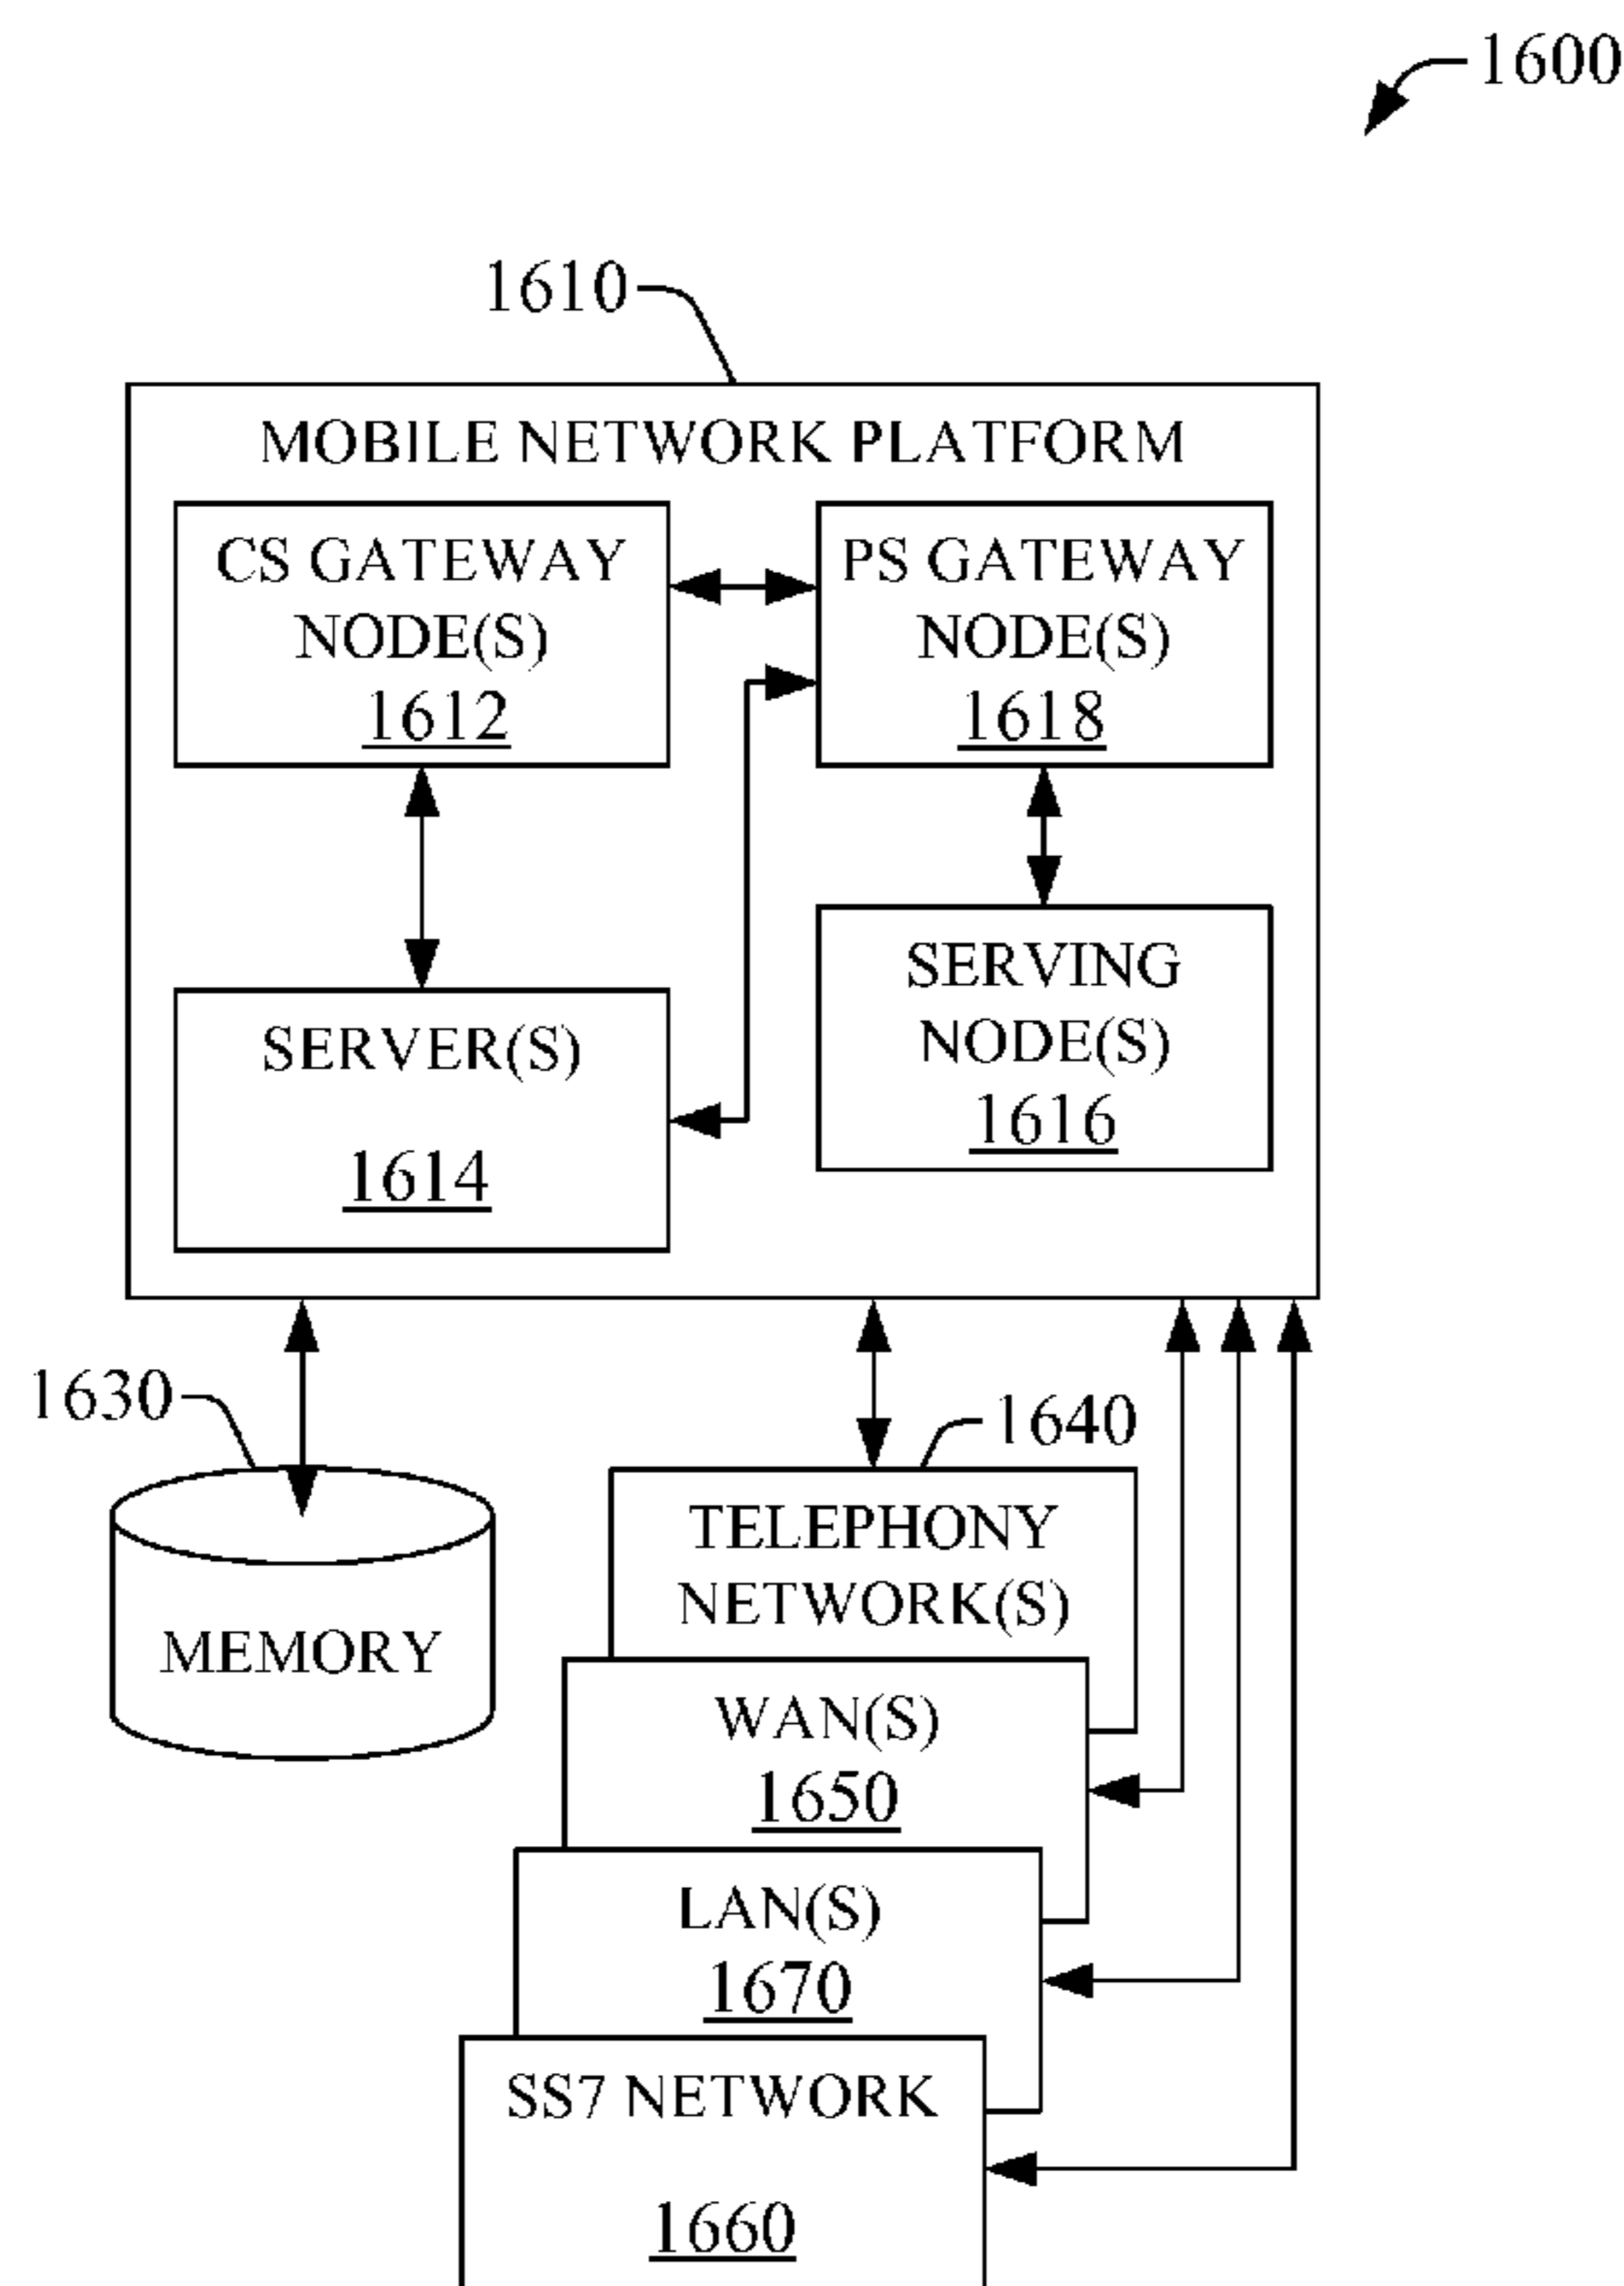 1600
1610
MOBILE NETWORK PLATFORM
CS GATEWAY
NODE(S)
1612
PS GATEWAY
NODE(S)
1618
SERVER(S)
1614
SERVING
NODE(S)
1616
1630
MEMORY
1640
TELEPHONY
NETWORK(S)
WAN(S)
1650
LAN(S)
1670
SS7 NETWORK
1660